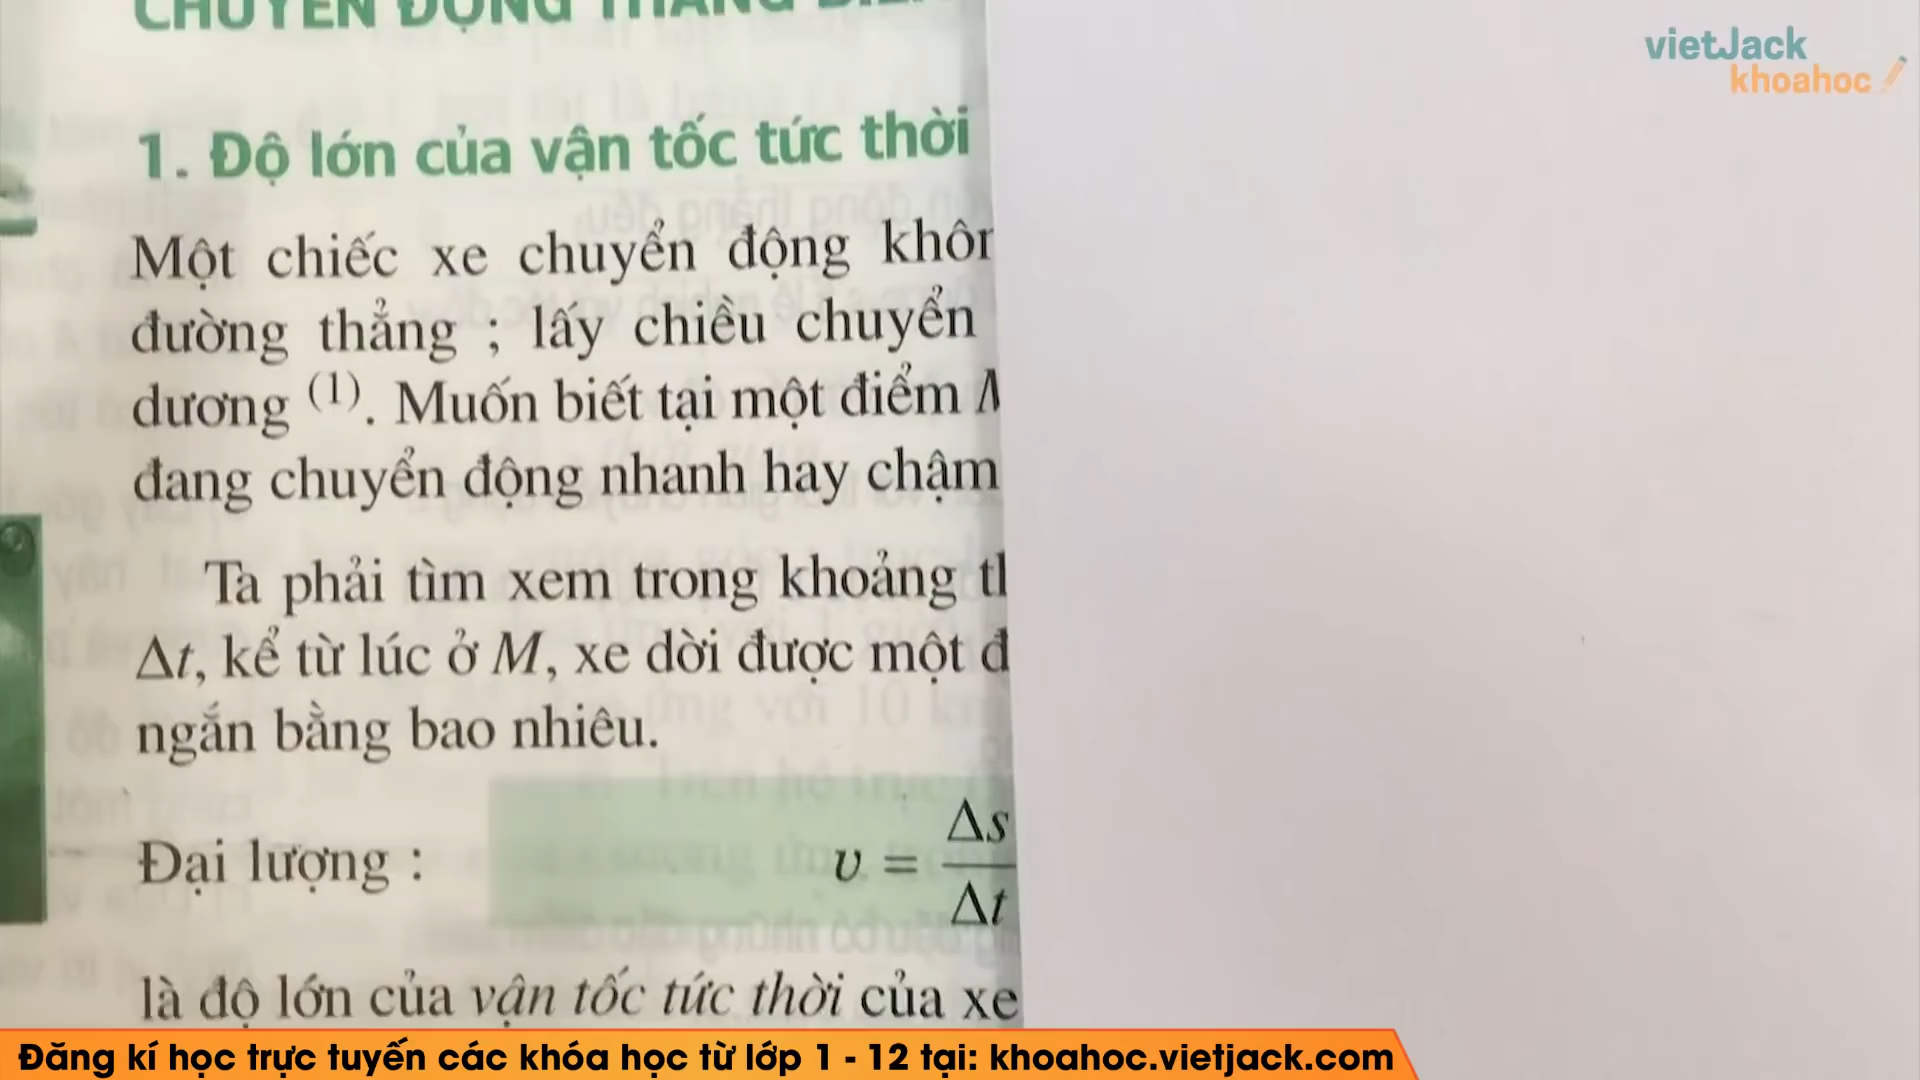 vietJack
khoahoc
1. Độ lớn của vận tốc tức thời
Một chiếc xe chuyển động
đường thẳng ; lấy chiều chuyển
dương (1). Muốn biết tại một điểm
đang chuyển động nhanh hay chậm
Ta phải tìm xem trong khoảng
Δt, kể từ lúc ở M, xe dời được một
ngắn bằng bao nhiêu.
Đại lượng : v = Δs/Δt
là độ lớn của vận tốc tức thời của xe
Đăng kí học trực tuyến các khóa học từ lớp 1 - 12 tại: khoahoc.vietjack.com